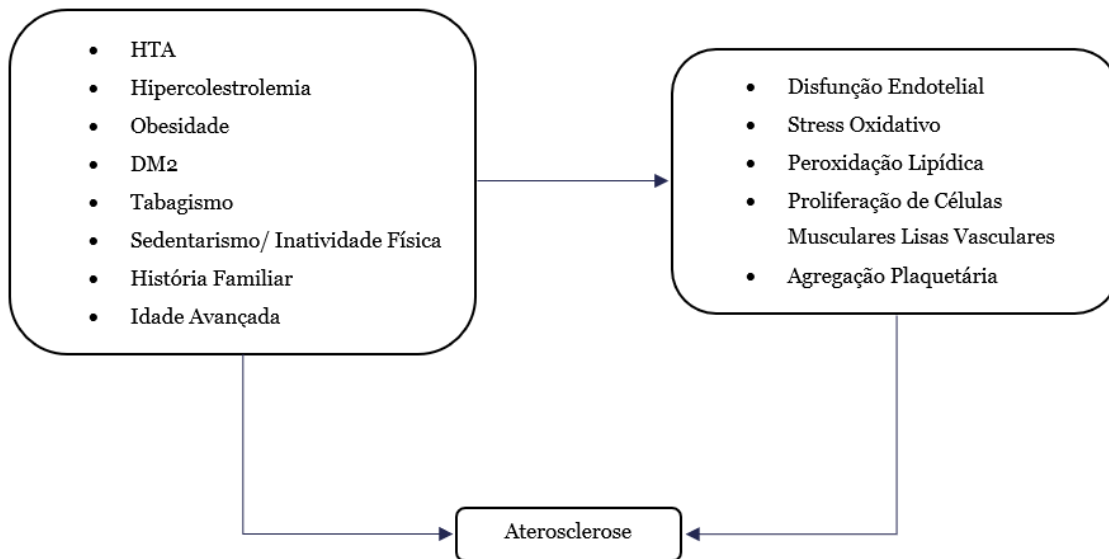 • HTA
• Hipercolestrolemia
• Obesidade
• DM2
• Tabagismo
• Sedentarismo/ Inatividade Física
• História Familiar
• Idade Avançada
• Disfunção Endotelial
• Stress Oxidativo
• Peroxidação Lipídica
• Proliferação de Células
Musculares Lisas Vasculares
• Agregação Plaquetária
Aterosclerose